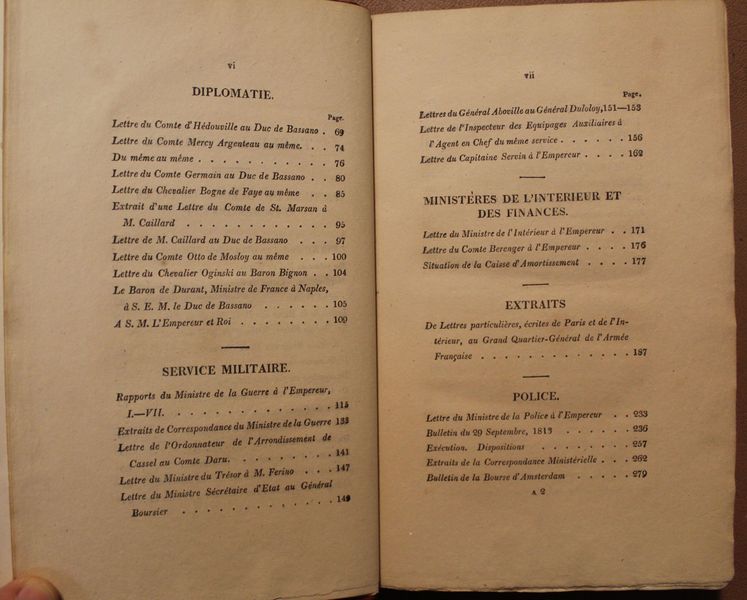 vi
DIPLOMATIE.
Page.
Lettre du Comte d'Hédouville au Duc de Bassano . 69
Lettre du Comte Mercy Argenteau au même. . . 74
Du même au même . . . . . . . . . 76
Lettre du Comte Germain au Duc de Bassano . . 80
Lettre du Chevalier Bogne de Faye au même . . 85
Extrait d'une Lettre du Comte de St. Marsan à
M. Caillard . . . . . . . . . . 95
Lettre de M. Caillard au Duc de Bassano . . . 97
Lettre du Comte Otto de Mosloy au même . . . 100
Lettre du Chevalier Oginski au Baron Bignon . . 104
Le Baron de Durant, Ministre de France à Naples,
à S. E. M. le Duc de Bassano . . . . . . 105
A S. M. L'Empereur et Roi . . . . . . . . 109
SERVICE MILITAIRE.
Rapports du Ministre de la Guerre à l'Empereur,
I.—VII. . . . . . . . . . . . 115
Extraits de Correspondance du Ministre de la Guerre 133
Lettre de l'Ordonnateur de l'Arrondissement de
Cassel au Comte Daru. . . . . . . . 141
Lettre du Ministre du Trésor à M. Ferino . . . 147
Lettre du Ministre Sécrétaire d'Etat au Général
Boursier . . . . . . . . . . . 149
vii
Page.
Lettres du Général Aboville au Général Duloloy, 151—153
Lettre de l'Inspecteur des Equipages Auxiliaires à
l'Agent en Chef du même service . . . . . 156
Lettre du Capitaine Servin à l'Empereur . . . . 162
MINISTÉRES DE L'INTERIEUR ET
DES FINANCES.
Lettre du Ministre de l'Intérieur à l'Empereur . . 171
Lettre du Comte Berenger à l'Empereur . . . . 176
Situation de la Caisse d'Amortissement . . . . 177
EXTRAITS
De Lettres particulières, écrites de Paris et de l'In-
térieur, au Grand Quartier-Général de l'Armée
Française . . . . . . . . . . . . 187
POLICE.
Lettre du Ministre de la Police à l'Empereur . . 233
Bulletin du 29 Septembre, 1813 . . . . . . 236
Exécution. Dispositions . . . . . . . . 257
Extraits de la Correspondance Ministérielle . . . 262
Bulletin de la Bourse d'Amsterdam . . . . . 279
A 2